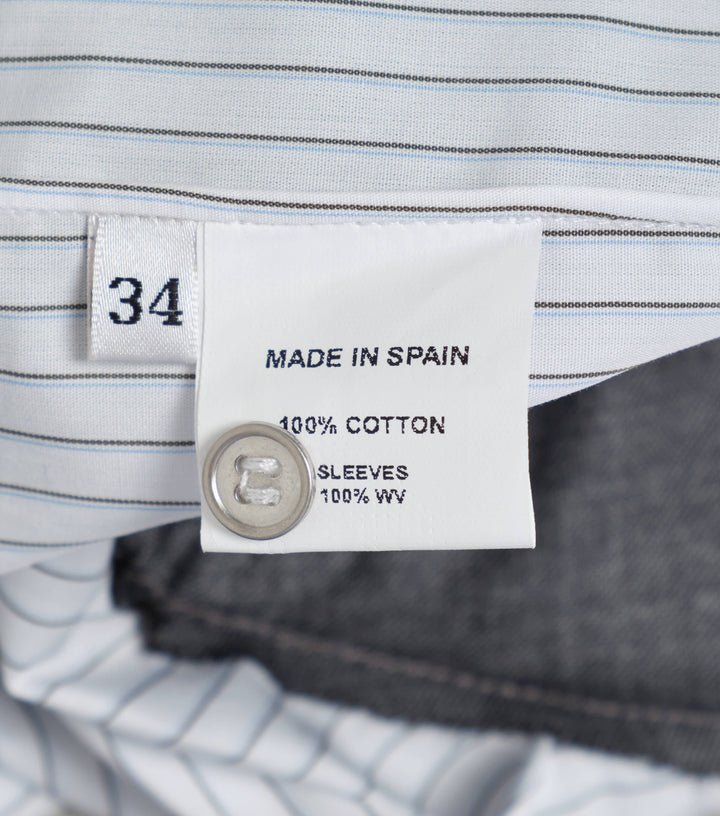 34
MADE IN SPAIN
100% COTTON
SLEEVES
100% WV